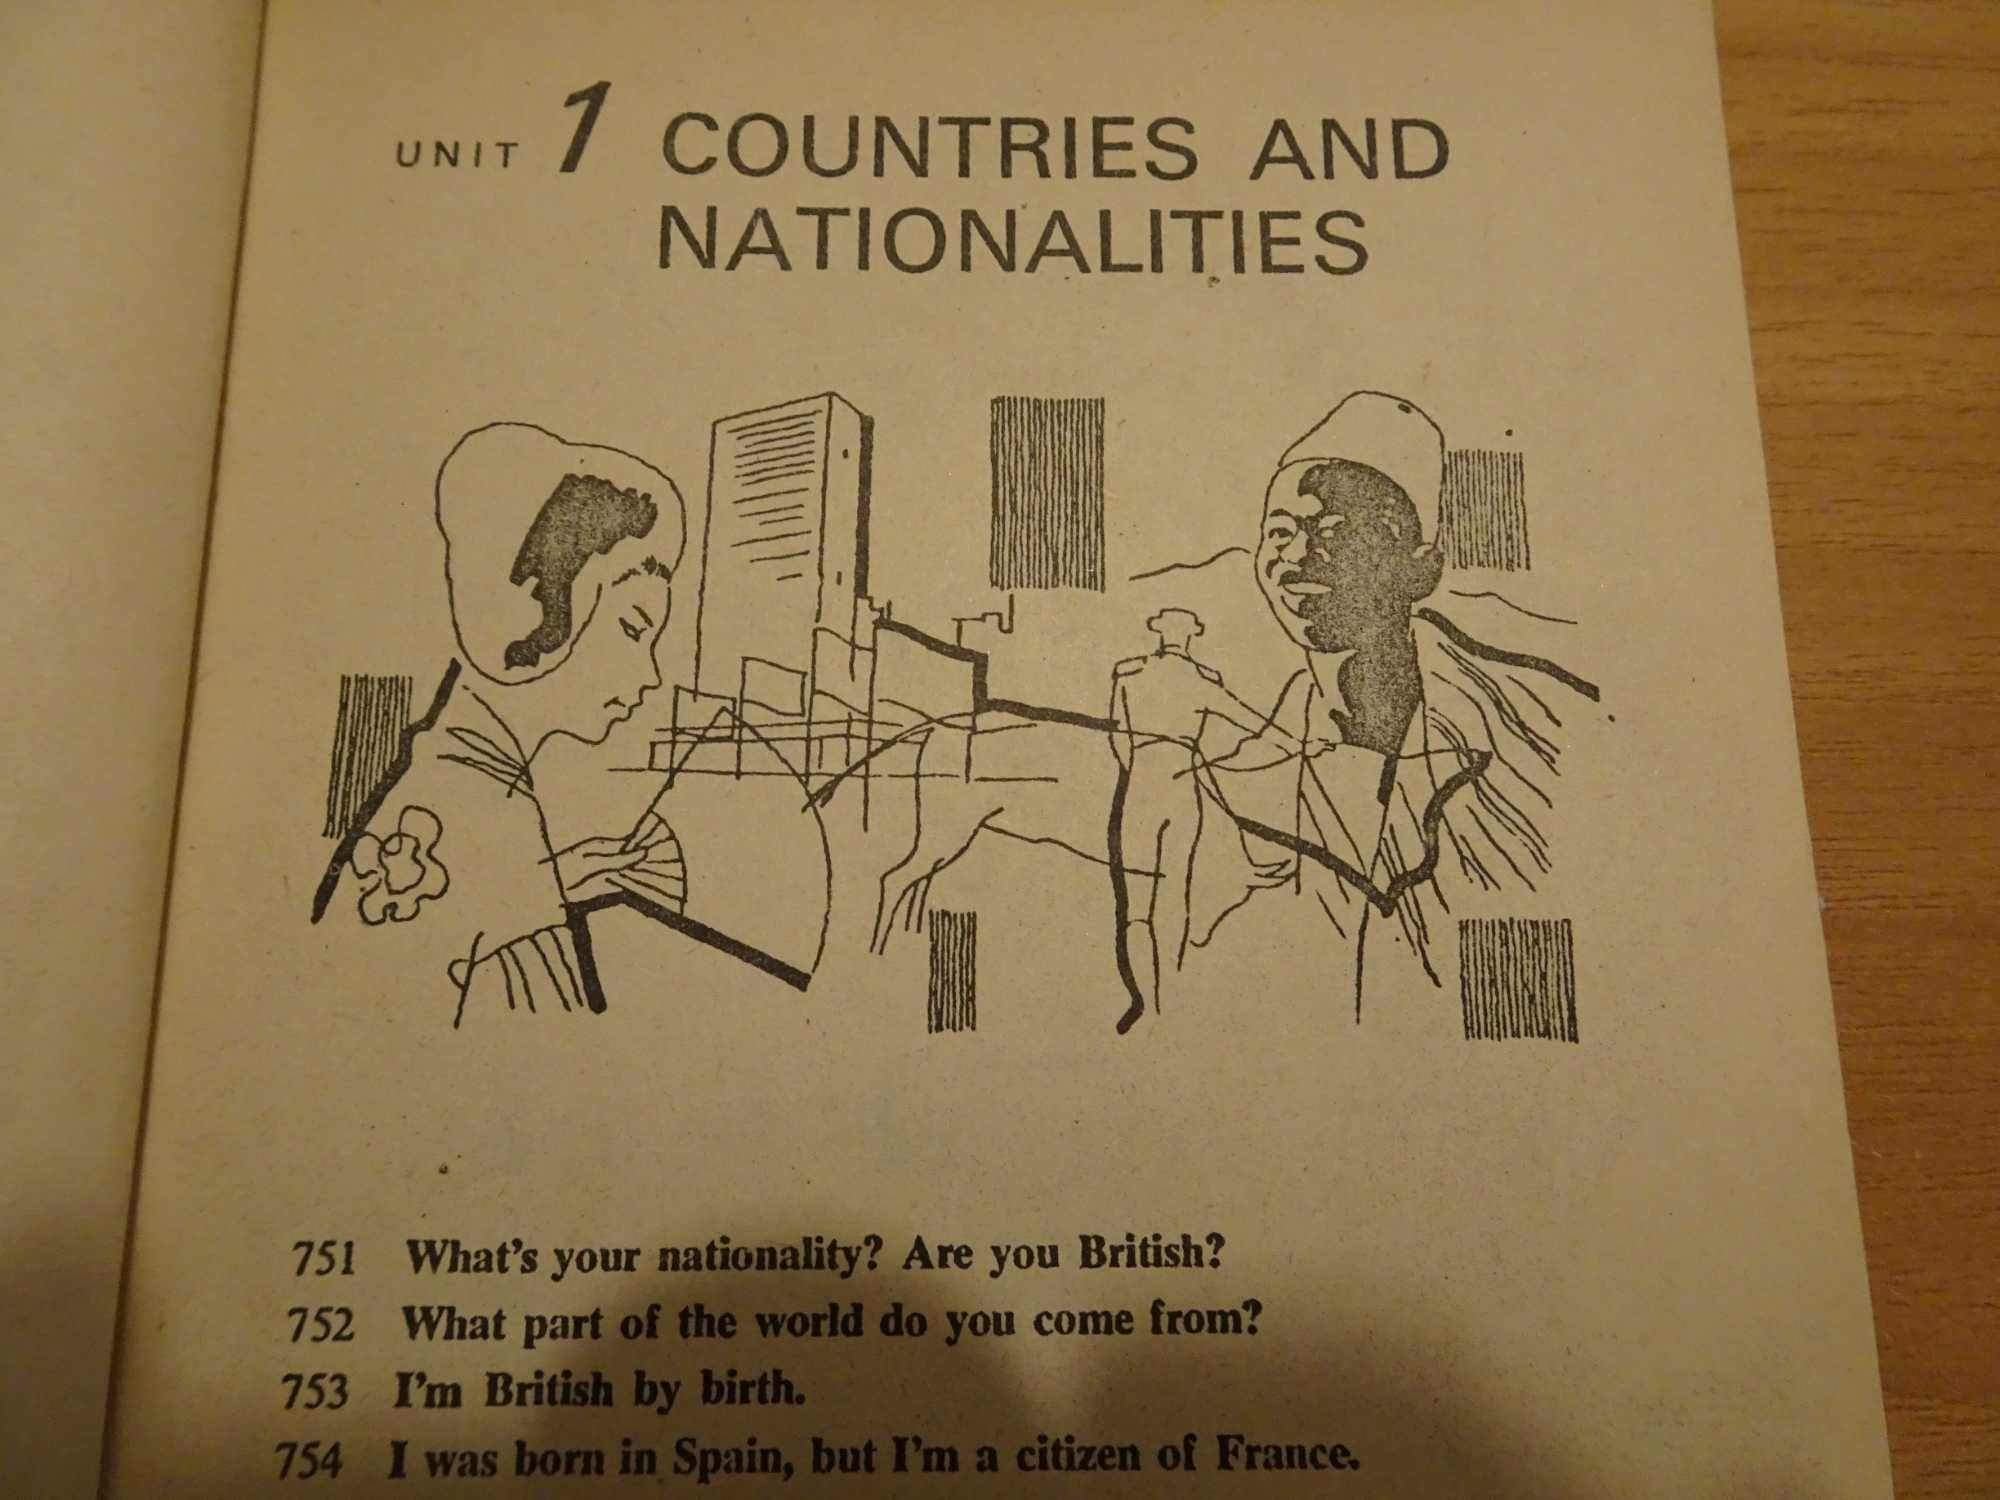 UNIT 1 COUNTRIES AND
NATIONALITIES
751 What's your nationality? Are you British?
752 What part of the world do you come from?
753 I'm British by birth.
754 I was born in Spain, but I'm a citizen of France.